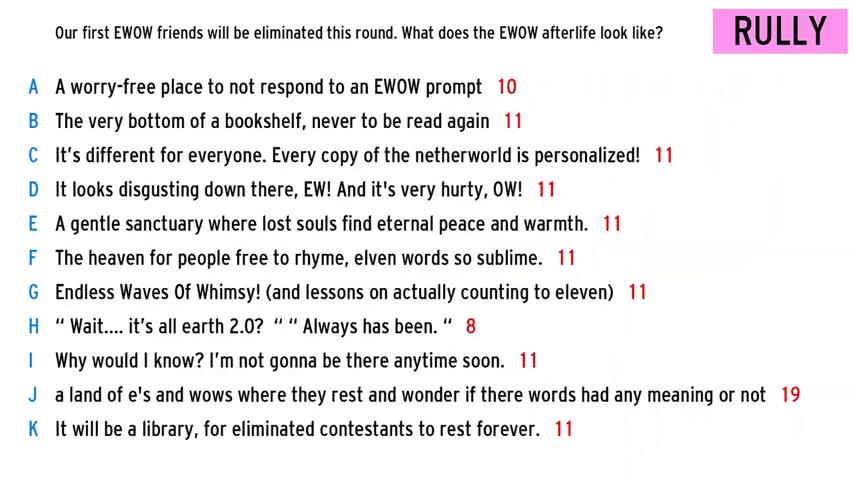 Our first EWOW friends will be eliminated this round. What does the EWOW afterlife look like?
RULLY
A A worry-free place to not respond to an EWOW prompt 10
B The very bottom of a bookshelf, never to be read again 11
C It's different for everyone. Every copy of the netherworld is personalized! 11
D It looks disgusting down there, EW! And it's very hurty, OW! 11
E A gentle sanctuary where lost souls find eternal peace and warmth. 11
F The heaven for people free to rhyme, elven words so sublime. 11
G Endless Waves Of Whimsy! (and lessons on actually counting to eleven) 11
H “ Wait.... it's all earth 2.0? “ “ Always has been. “ 8
I Why would I know? I'm not gonna be there anytime soon. 11
J a land of e's and wows where they rest and wonder if there words had any meaning or not 19
K It will be a library, for eliminated contestants to rest forever. 11